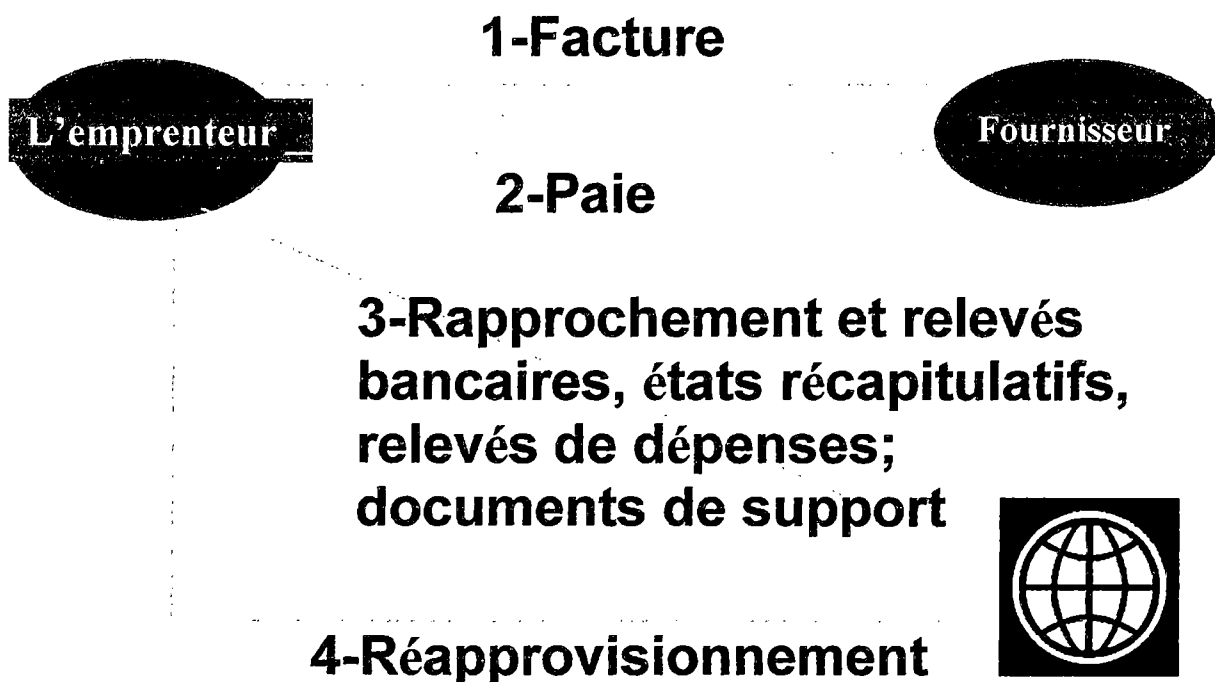 1-Facture
L'emprenteur
Fournisseur
2-Paie
3-Rapprochement et relevés
bancaires, états récapitulatifs,
relevés de dépenses;
documents de support
4-Réapprovisionnement